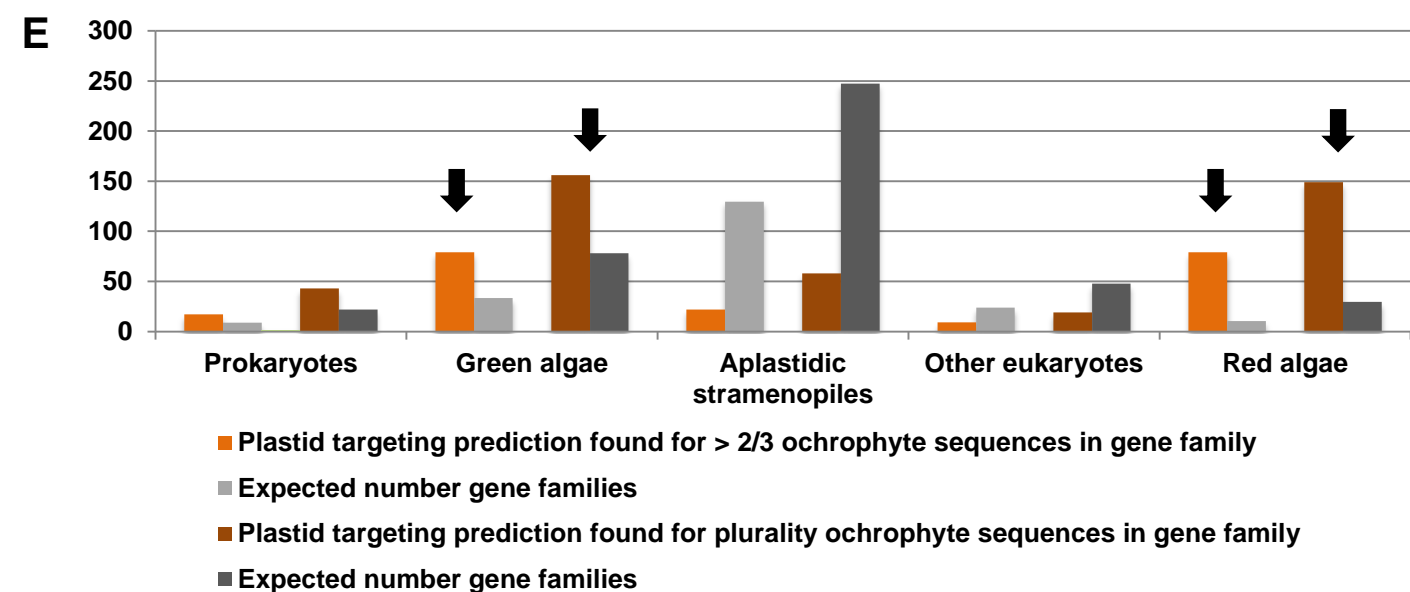 E
300
250
200
150
100
50
0
Prokaryotes Green algae Aplastidic stramenopiles Other eukaryotes Red algae
Plastid targeting prediction found for > 2/3 ochrophyte sequences in gene family
Expected number gene families
Plastid targeting prediction found for plurality ochrophyte sequences in gene family
Expected number gene families